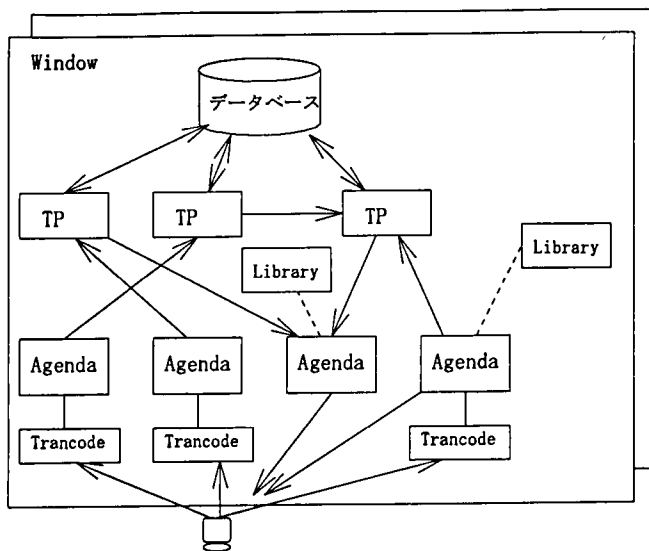 Window
データベース
TP
TP
TP
Library
Library
Agenda
Agenda
Agenda
Agenda
Trancode
Trancode
Trancode